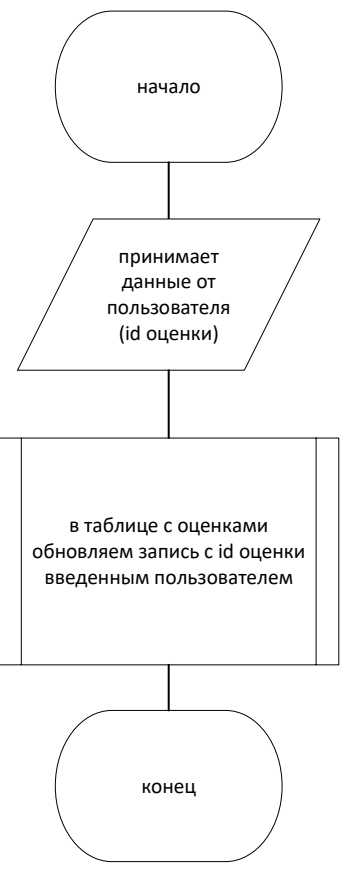 начало
принимает
данные от
пользователя
(id оценки)
в таблице с оценками
обновляем запись с id оценки
введенным пользователем
конец